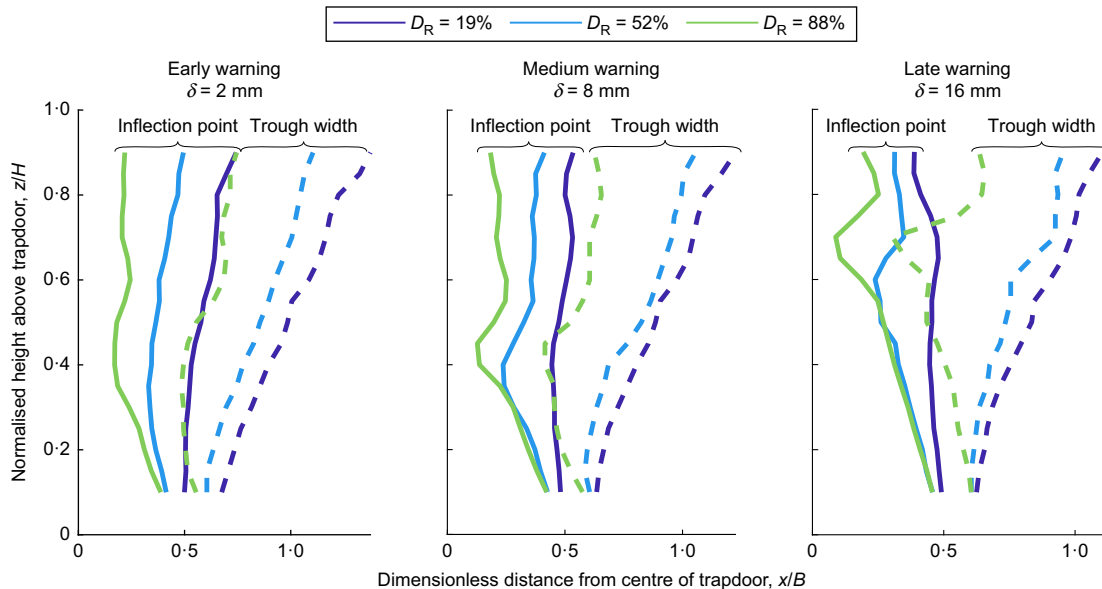 D_R = 19% D_R = 52% D_R = 88%
Early warning
δ = 2 mm
Medium warning
δ = 8 mm
Late warning
δ = 16 mm
Inflection point Trough width
Inflection point Trough width
Inflection point Trough width
Normalised height above trapdoor, z/H
1·0
0·8
0·6
0·4
0·2
0
0 0·5 1·0
0 0·5 1·0
0 0·5 1·0
Dimensionless distance from centre of trapdoor, x/B